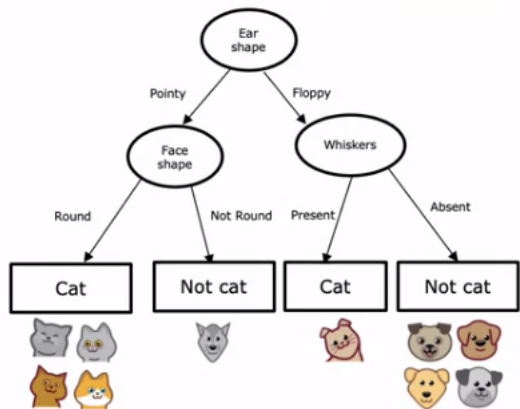 Ear
shape
Pointy
Floppy
Face
shape
Whiskers
Round
Not Round
Present
Absent
Cat
Not cat
Cat
Not cat